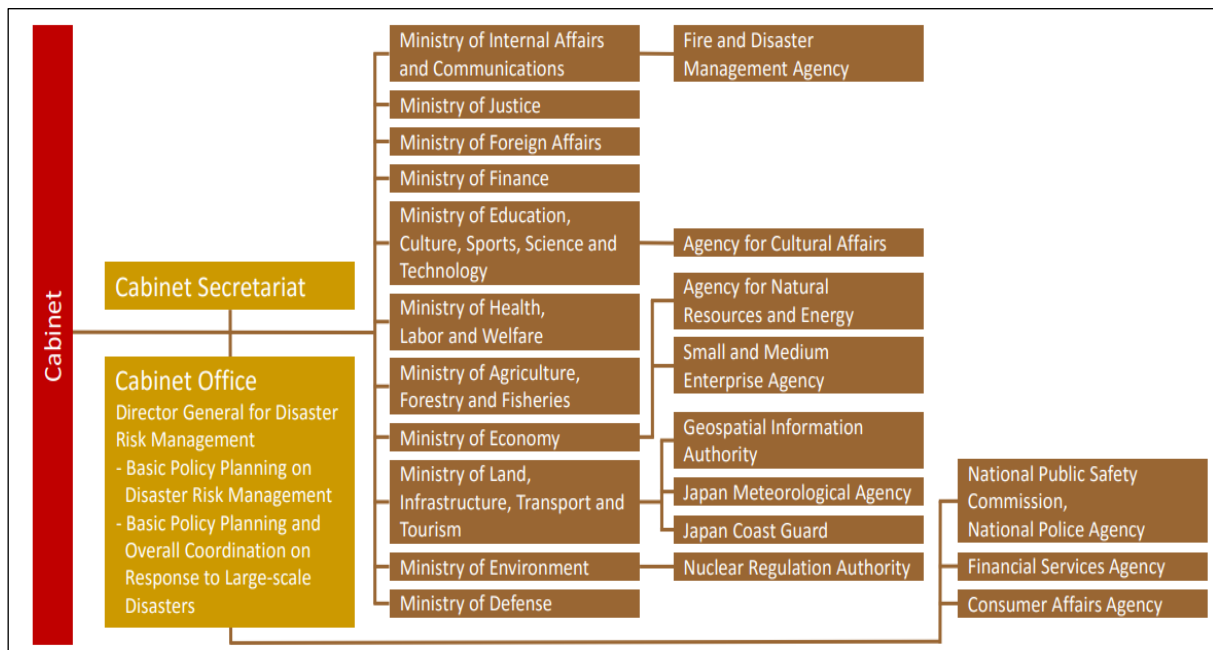 Cabinet
Cabinet Secretariat
Cabinet Office
Director General for Disaster
Risk Management
- Basic Policy Planning on
Disaster Risk Management
- Basic Policy Planning and
Overall Coordination on
Response to Large-scale
Disasters
Ministry of Internal Affairs
and Communications
Ministry of Justice
Ministry of Foreign Affairs
Ministry of Finance
Ministry of Education,
Culture, Sports, Science and
Technology
Ministry of Health,
Labor and Welfare
Ministry of Agriculture,
Forestry and Fisheries
Ministry of Economy
Ministry of Land,
Infrastructure, Transport and
Tourism
Ministry of Environment
Ministry of Defense
Fire and Disaster
Management Agency
Agency for Cultural Affairs
Agency for Natural
Resources and Energy
Small and Medium
Enterprise Agency
Geospatial Information
Authority
Japan Meteorological Agency
Japan Coast Guard
Nuclear Regulation Authority
National Public Safety
Commission,
National Police Agency
Financial Services Agency
Consumer Affairs Agency